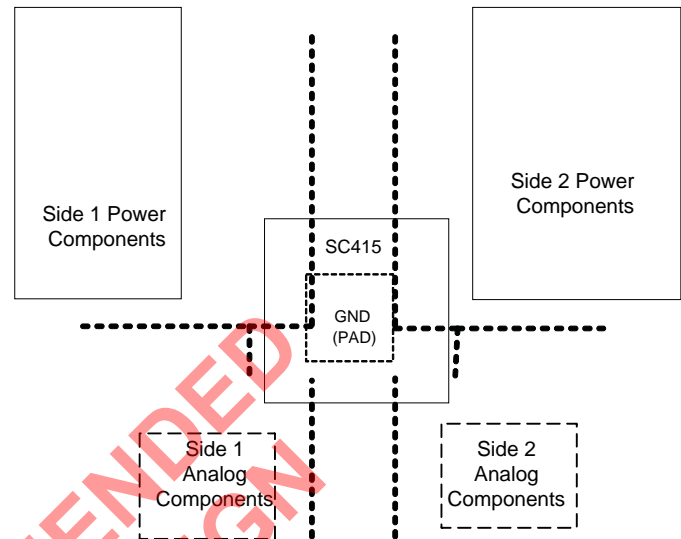 Side 1 Power
Components
Side 2 Power
Components
SC415
GND
(PAD)
Side 1
Analog
Components
Side 2
Analog
Components
ENDED
SIGN